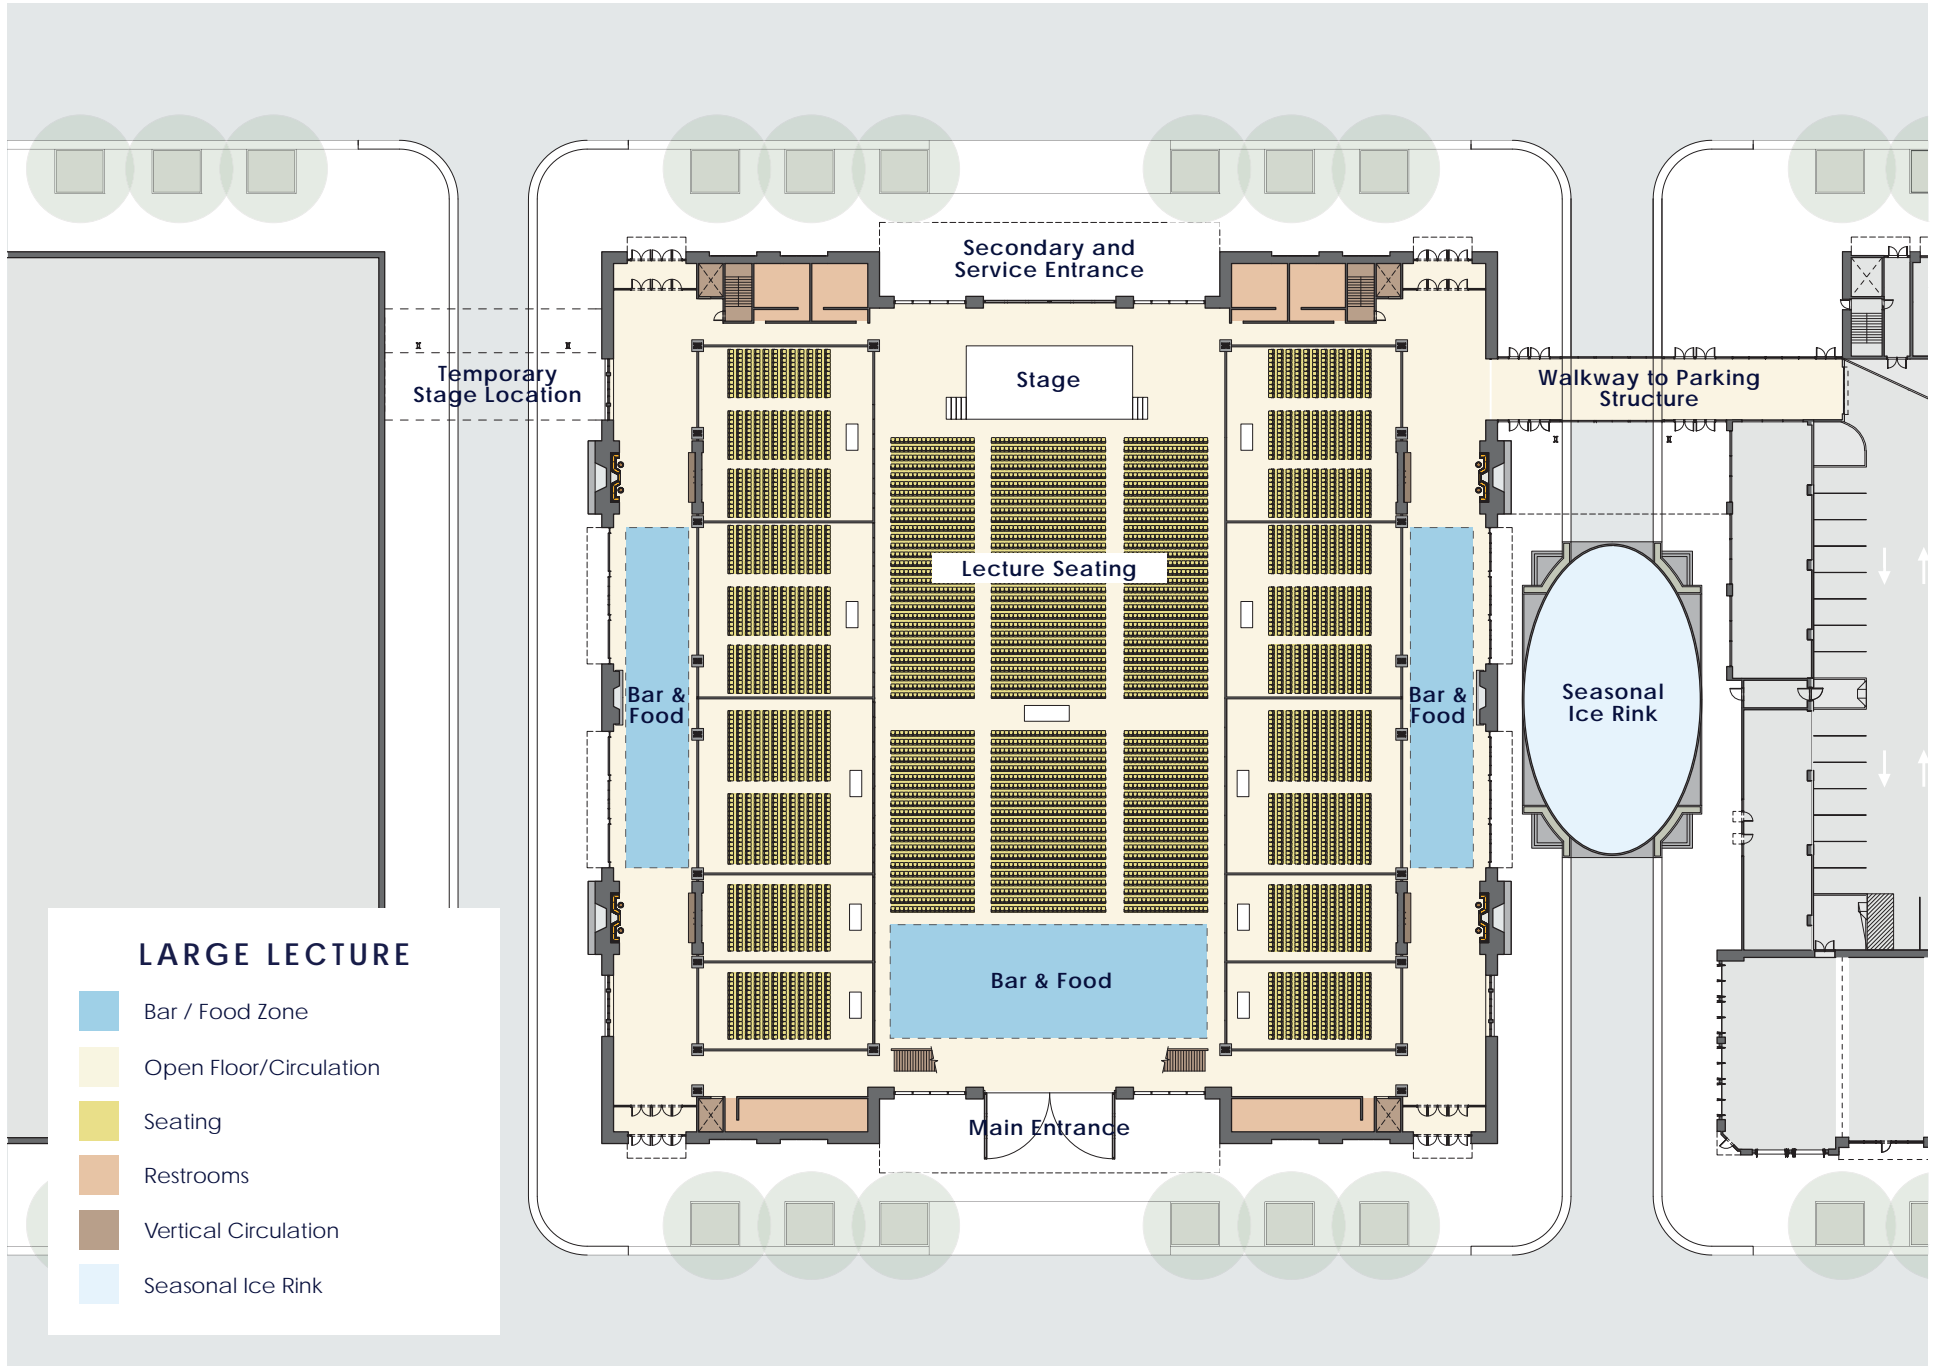 Secondary and
Service Entrance
Temporary
Stage Location
Stage
Walkway to Parking
Structure
Lecture Seating
Bar &
Food
Bar &
Food
Seasonal
Ice Rink
Bar & Food
Main Entrance
LARGE LECTURE
Bar / Food Zone
Open Floor/Circulation
Seating
Restrooms
Vertical Circulation
Seasonal Ice Rink